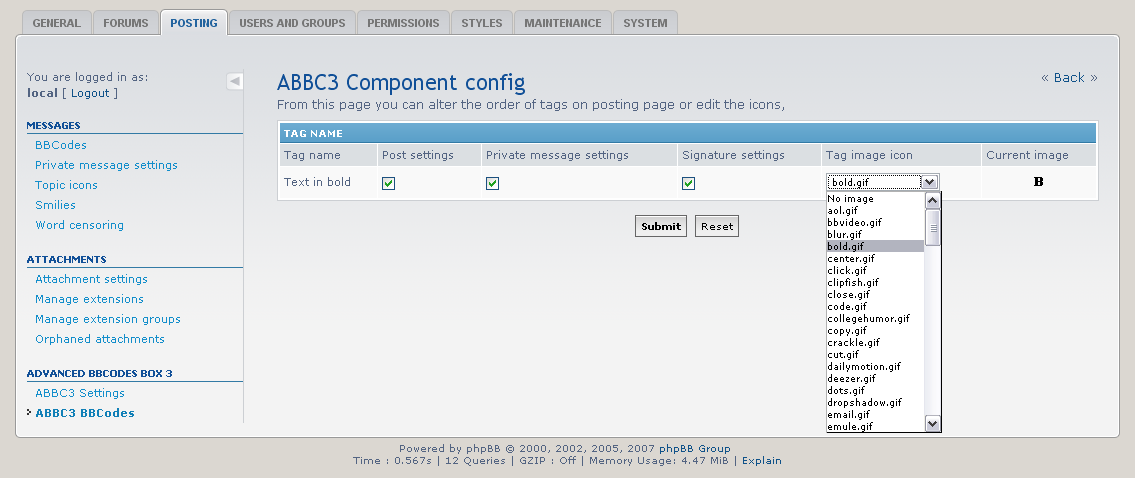 GENERAL FORUMS POSTING USERS AND GROUPS PERMISSIONS STYLES MAINTENANCE SYSTEM
You are logged in as:
local [ Logout ]
MESSAGES
BBCodes
Private message settings
Topic icons
Smilies
Word censoring
ATTACHMENTS
Attachment settings
Manage extensions
Manage extension groups
Orphaned attachments
ADVANCED BBCODES BOX 3
ABBC3 Settings
ABBC3 BBCodes
« Back »
ABBC3 Component config
From this page you can alter the order of tags on posting page or edit the icons,
TAG NAME
Tag name Post settings Private message settings Signature settings Tag image icon Current image
Text in bold bold.gif B
No image
aol.gif
bbvideo.gif
blur.gif
bold.gif
center.gif
click.gif
clipfish.gif
close.gif
code.gif
collegehumor.gif
copy.gif
crackle.gif
cut.gif
dailymotion.gif
deezer.gif
dots.gif
dropshadow.gif
email.gif
emule.gif
Submit Reset
Powered by phpBB © 2000, 2002, 2005, 2007 phpBB Group
Time : 0.567s | 12 Queries | GZIP : Off | Memory Usage: 4.47 MiB | Explain